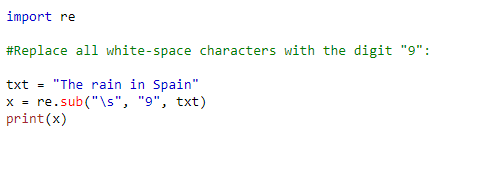 import re
#Replace all white-space characters with the digit "9":
txt = "The rain in Spain"
x = re.sub("\s", "9", txt)
print(x)